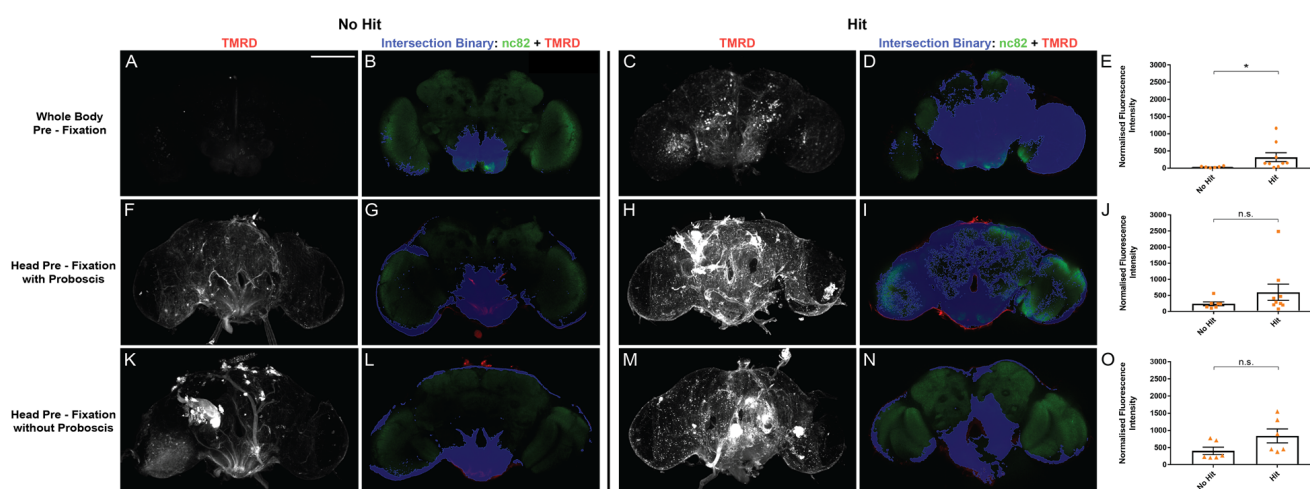 No Hit
Hit
TMRD
Intersection Binary: nc82 + TMRD
TMRD
Intersection Binary: nc82 + TMRD
Whole Body
Pre - Fixation
A
B
C
D
E
Normalised Fluorescence
Intensity
3000
2500
2000
1500
1000
500
0
*
No Hit
Hit
Head Pre - Fixation
with Proboscis
F
G
H
I
J
Normalised Fluorescence
Intensity
3000
2500
2000
1500
1000
500
0
n.s.
No Hit
Hit
Head Pre - Fixation
without Proboscis
K
L
M
N
O
Normalised Fluorescence
Intensity
3000
2500
2000
1500
1000
500
0
n.s.
No Hit
Hit